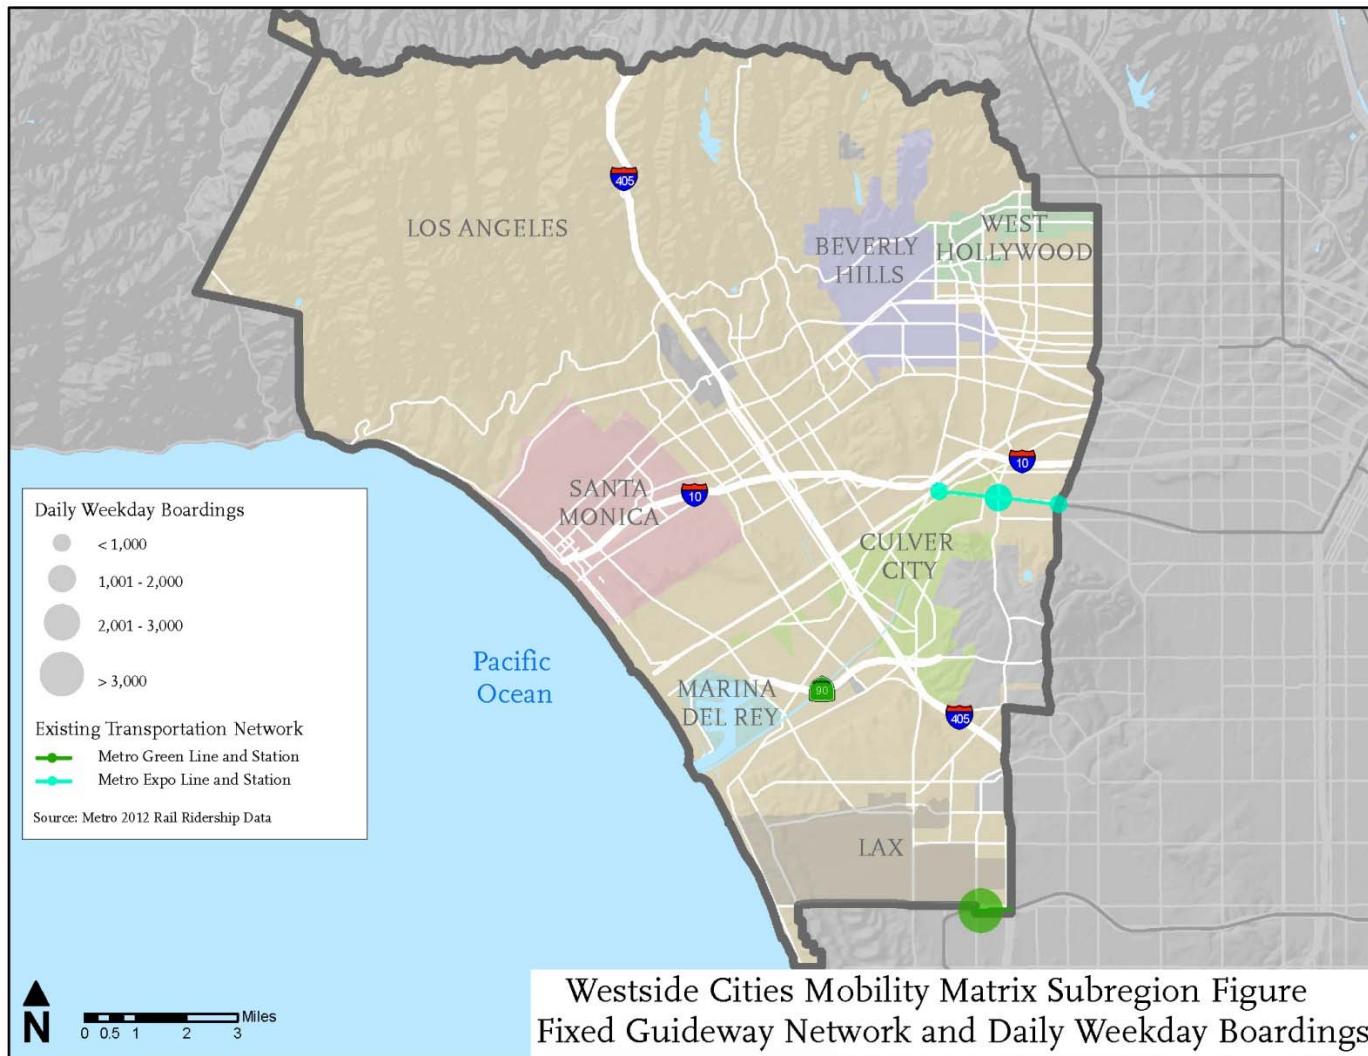 405
LOS ANGELES
WEST
HOLLYWOOD
BEVERLY
HILLS
10
SANTA
MONICA
10
CULVER
CITY
Daily Weekday Boardings
< 1,000
1,001 - 2,000
2,001 - 3,000
> 3,000
Existing Transportation Network
Metro Green Line and Station
Metro Expo Line and Station
Source: Metro 2012 Rail Ridership Data
Pacific
Ocean
MARINA
DEL REY
90
405
LAX
N
0 0.5 1 2 3 Miles
Westside Cities Mobility Matrix Subregion Figure
Fixed Guideway Network and Daily Weekday Boardings